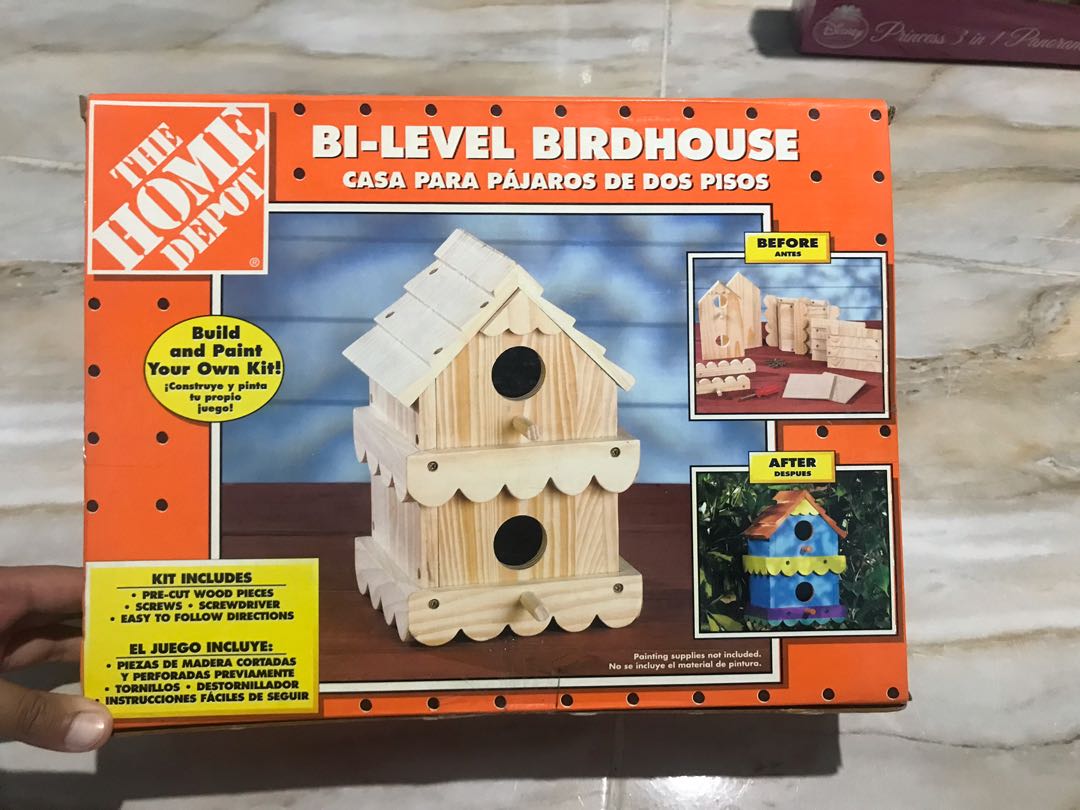 Disney Princess 3 in 1
THE
HOME
DEPOT
®
BI-LEVEL BIRDHOUSE
CASA PARA PÁJAROS DE DOS PISOS
Build
and Paint
Your Own Kit!
¡Construye y pinta
tu propio
juego!
BEFORE
ANTES
AFTER
DESPUES
KIT INCLUDES
• PRE-CUT WOOD PIECES
• SCREWS • SCREWDRIVER
• EASY TO FOLLOW DIRECTIONS
EL JUEGO INCLUYE:
• PIEZAS DE MADERA CORTADAS
Y PERFORADAS PREVIAMENTE
• TORNILLOS • DESTORNILLADOR
INSTRUCCIONES FÁCILES DE SEGUIR
Painting supplies not included.
No se incluye el material de pintura.